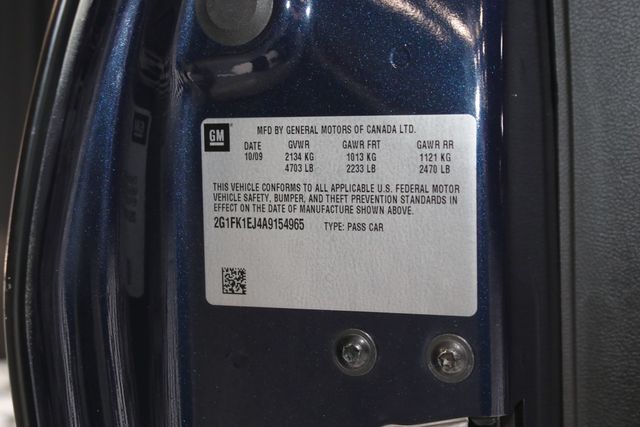 GM
MFD BY GENERAL MOTORS OF CANADA LTD.
DATE GVWR GAWR FRT GAWR RR
10/09 2134 KG 1013 KG 1121 KG
4703 LB 2233 LB 2470 LB
THIS VEHICLE CONFORMS TO ALL APPLICABLE U.S. FEDERAL MOTOR
VEHICLE SAFETY, BUMPER, AND THEFT PREVENTION STANDARDS IN
EFFECT ON THE DATE OF MANUFACTURE SHOWN ABOVE.
2G1FK1EJ4A9154965 TYPE: PASS CAR